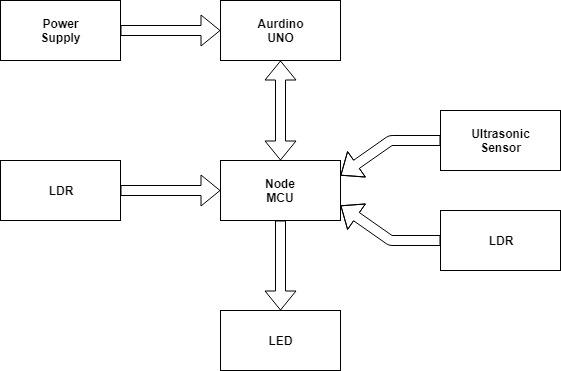 Power
Supply
Aurdino
UNO
Ultrasonic
Sensor
LDR
Node
MCU
LDR
LED